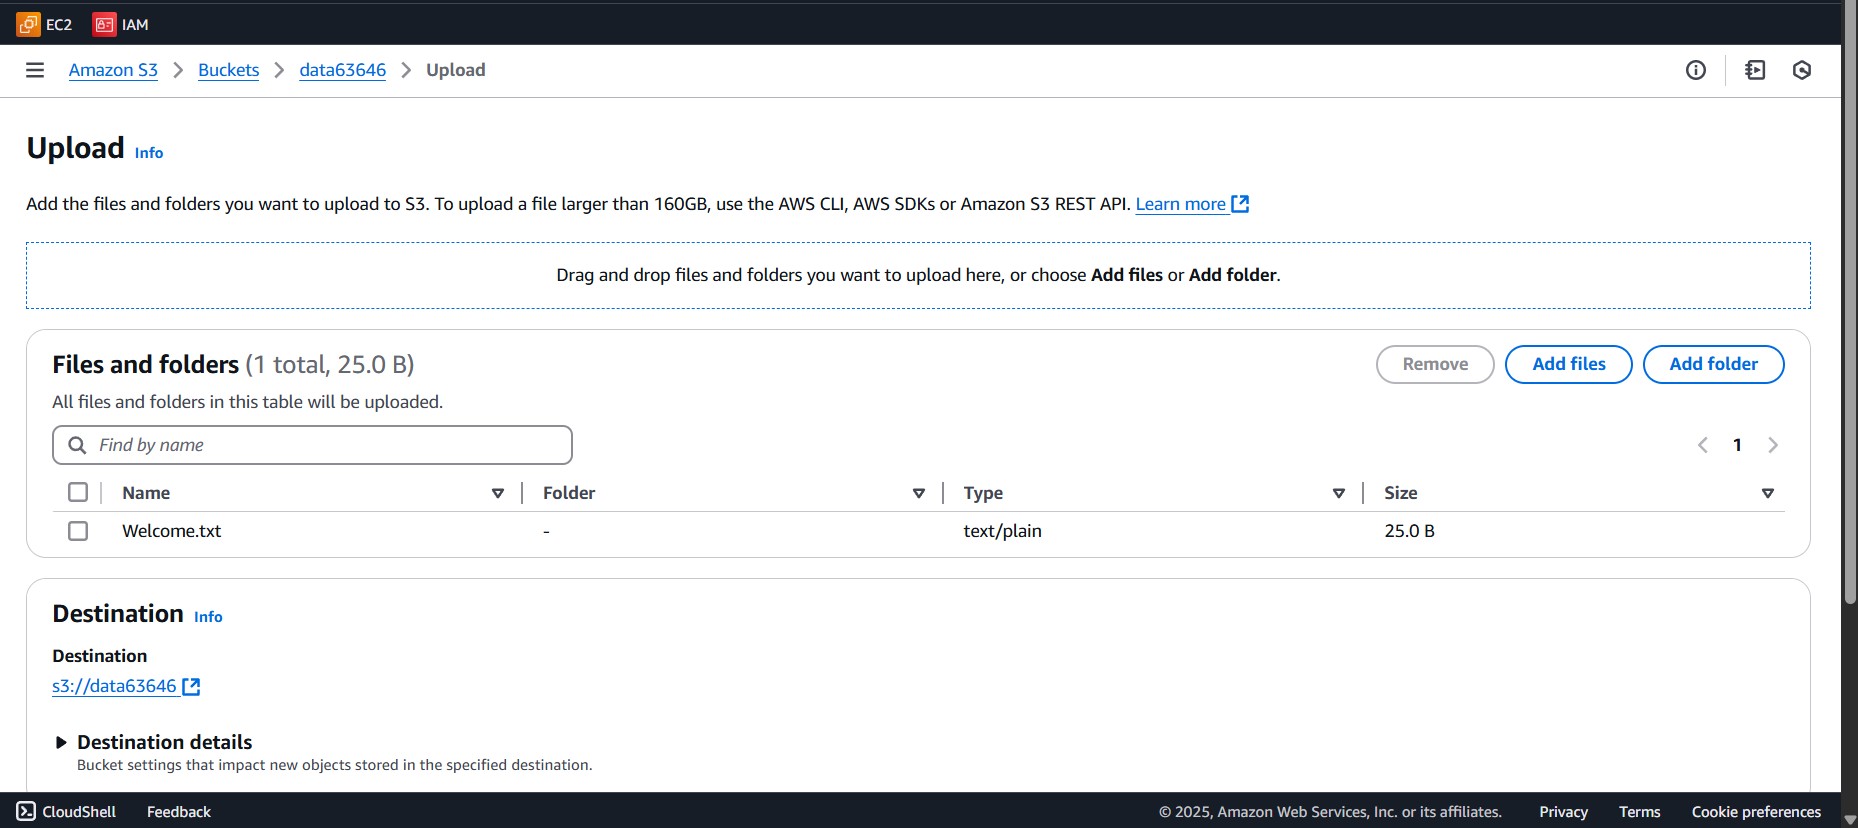 EC2 IAM
Amazon S3 Buckets data63646 Upload
Upload Info
Add the files and folders you want to upload to S3. To upload a file larger than 160GB, use the AWS CLI, AWS SDKs or Amazon S3 REST API. Learn more
Drag and drop files and folders you want to upload here, or choose Add files or Add folder.
Files and folders (1 total, 25.0 B) Remove Add files Add folder
All files and folders in this table will be uploaded.
Find by name 1
Name Folder Type Size
Welcome.txt - text/plain 25.0 B
Destination Info
Destination
s3://data63646
Destination details
Bucket settings that impact new objects stored in the specified destination.
CloudShell Feedback © 2025, Amazon Web Services, Inc. or its affiliates. Privacy Terms Cookie preferences